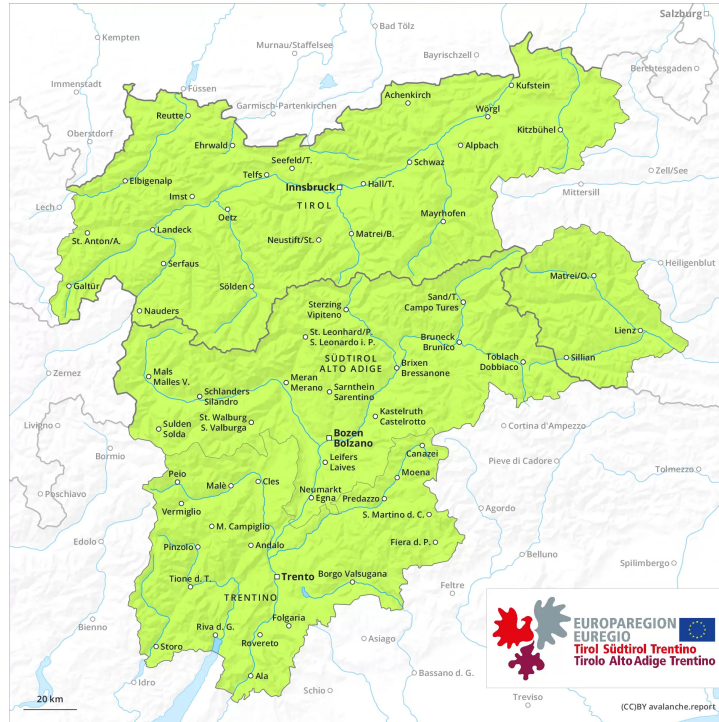 Salzburg
Kempten
Bad Tölz
Murnau/Staffelsee
Bayrischzell
Berchtesgaden
Immenstadt
Füssen
Kufstein
Achenkirch
Garmisch-Partenkirchen
Reutte
Wörgl
Oberstdorf
Kitzbühel
Ehrwald
Alpbach
Seefeld/T.
Schwaz
Zell/See
Telfs
Elbigenalp
Innsbruck
Hall/T.
Mittersill
Imst
TIROL
Lech
Oetz
Mayrhofen
Landeck
St. Anton/A.
Neustift/St.
Matrei/B.
Serfaus
Heiligenblut
Matrei/O.
Galtür
Sölden
Nauders
Sterzing
Vipiteno
Sand/T.
Campo Tures
Lienz
St. Leonhard/P.
S. Leonardo i. P.
Bruneck
Brunico
Toblach
Dobbiaco
Sillian
SÜDTIROL
ALTO ADIGE
Brixen
Bressanone
Zernez
Mals
Malles V.
Meran
Merano
Sarnthein
Sarentino
Schlanders
Silandro
Kastelruth
Castelrotto
St. Walburg
S. Valburga
Livigno
Sulden
Solda
Cortina d'Ampezzo
Bozen
Bolzano
Bormio
Canazei
Leifers
Laives
Pieve di Cadore
Tolmezzo
Peio
Moena
Malè
Cles
Neumarkt
Egna
Predazzo
Poschiavo
Vermiglio
Agordo
S. Martino d. C.
M. Campiglio
Edolo
Pinzolo
Andalo
Fiera d. P.
Belluno
Spilimbergo
Tione d. T.
Trento
Borgo Valsugana
Feltre
TRENTINO
Folgaria
Bienno
Riva d. G.
Rovereto
Asiago
Storo
Ala
Bassano d. G.
Idro
Schio
Treviso
EUROPAREGION
EUREGIO
Tirol Südtirol Trentino
Tirolo Alto Adige Trentino
20 km
(CC)BY avalanche.report